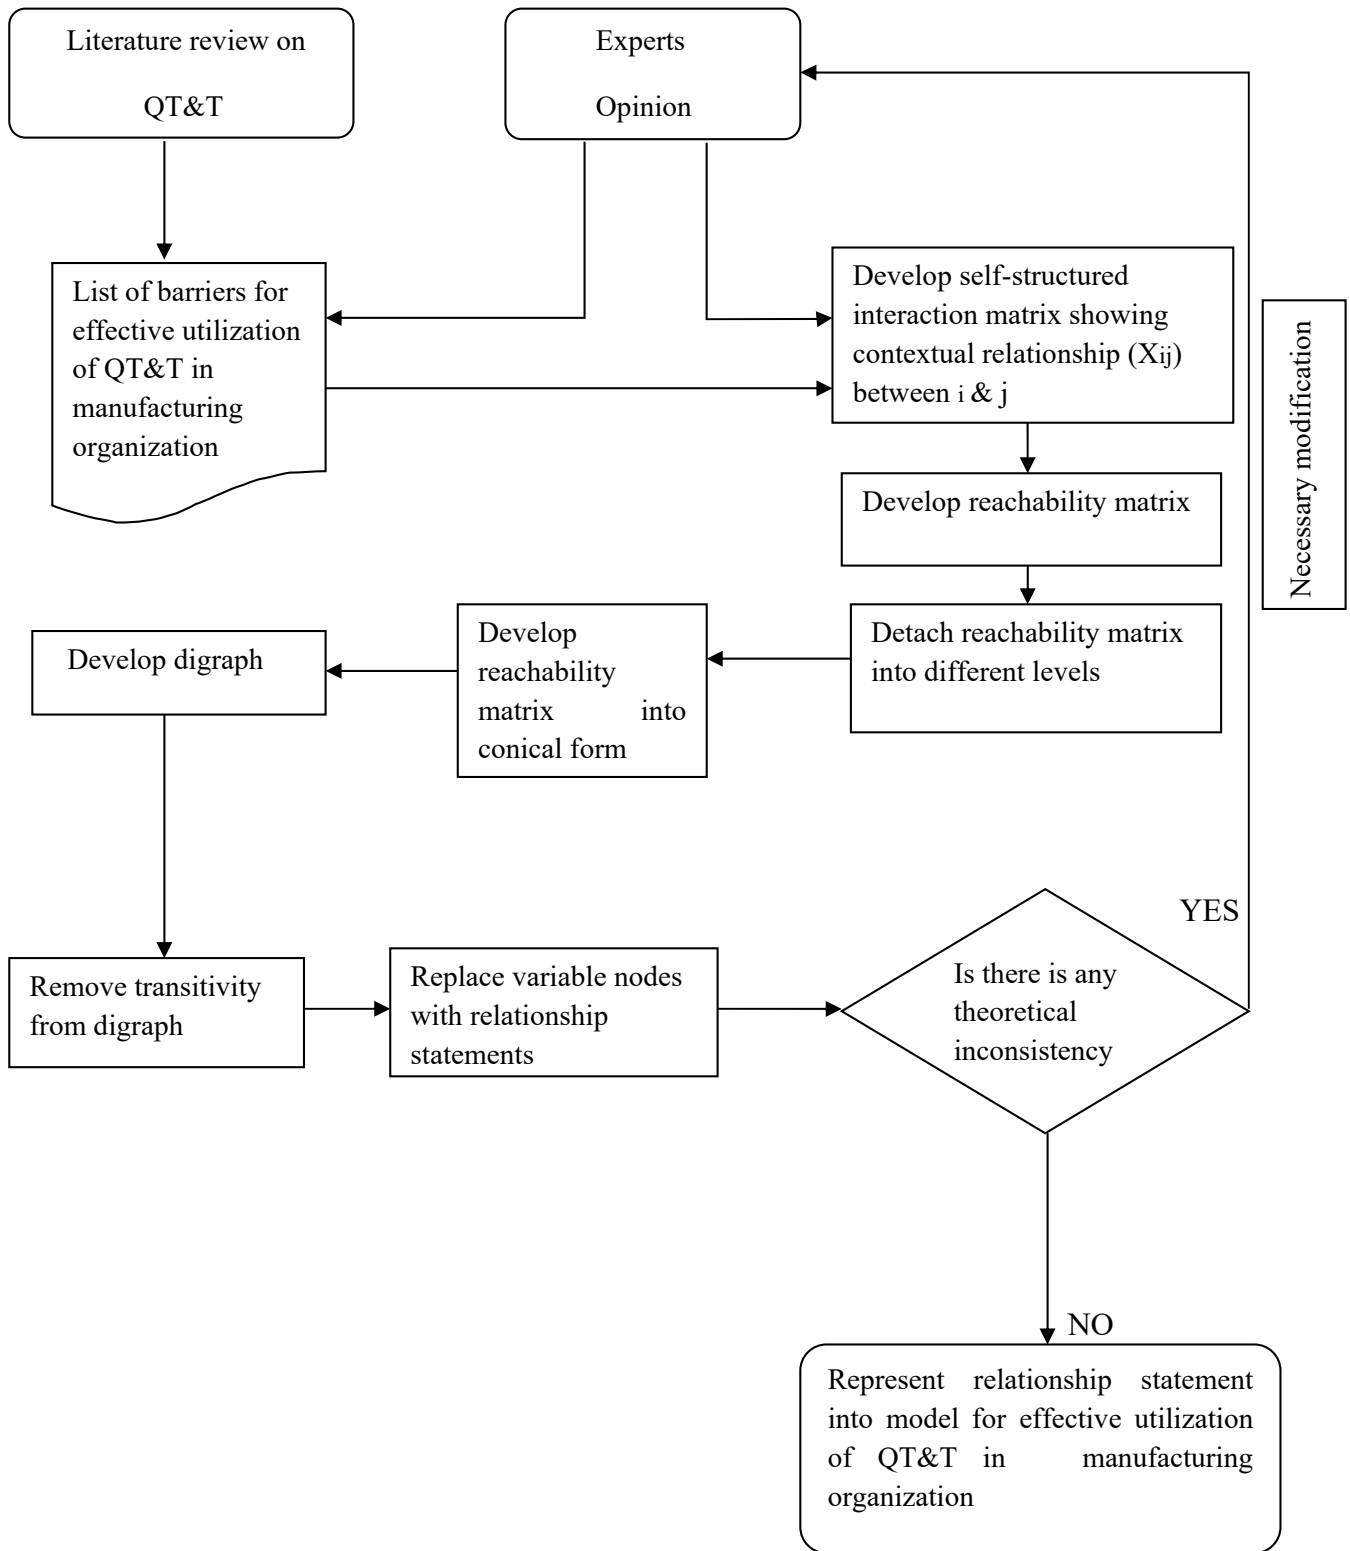 Literature review on
QT&T
Experts
Opinion
List of barriers for
effective utilization
of QT&T in
manufacturing
organization
Develop self-structured
interaction matrix showing
contextual relationship (Xij)
between i & j
Necessary modification
Develop reachability matrix
Detach reachability matrix
into different levels
Develop
reachability
matrix into
conical form
Develop digraph
Remove transitivity
from digraph
Replace variable nodes
with relationship
statements
Is there is any
theoretical
inconsistency
YES
NO
Represent relationship statement
into model for effective utilization
of QT&T in manufacturing
organization